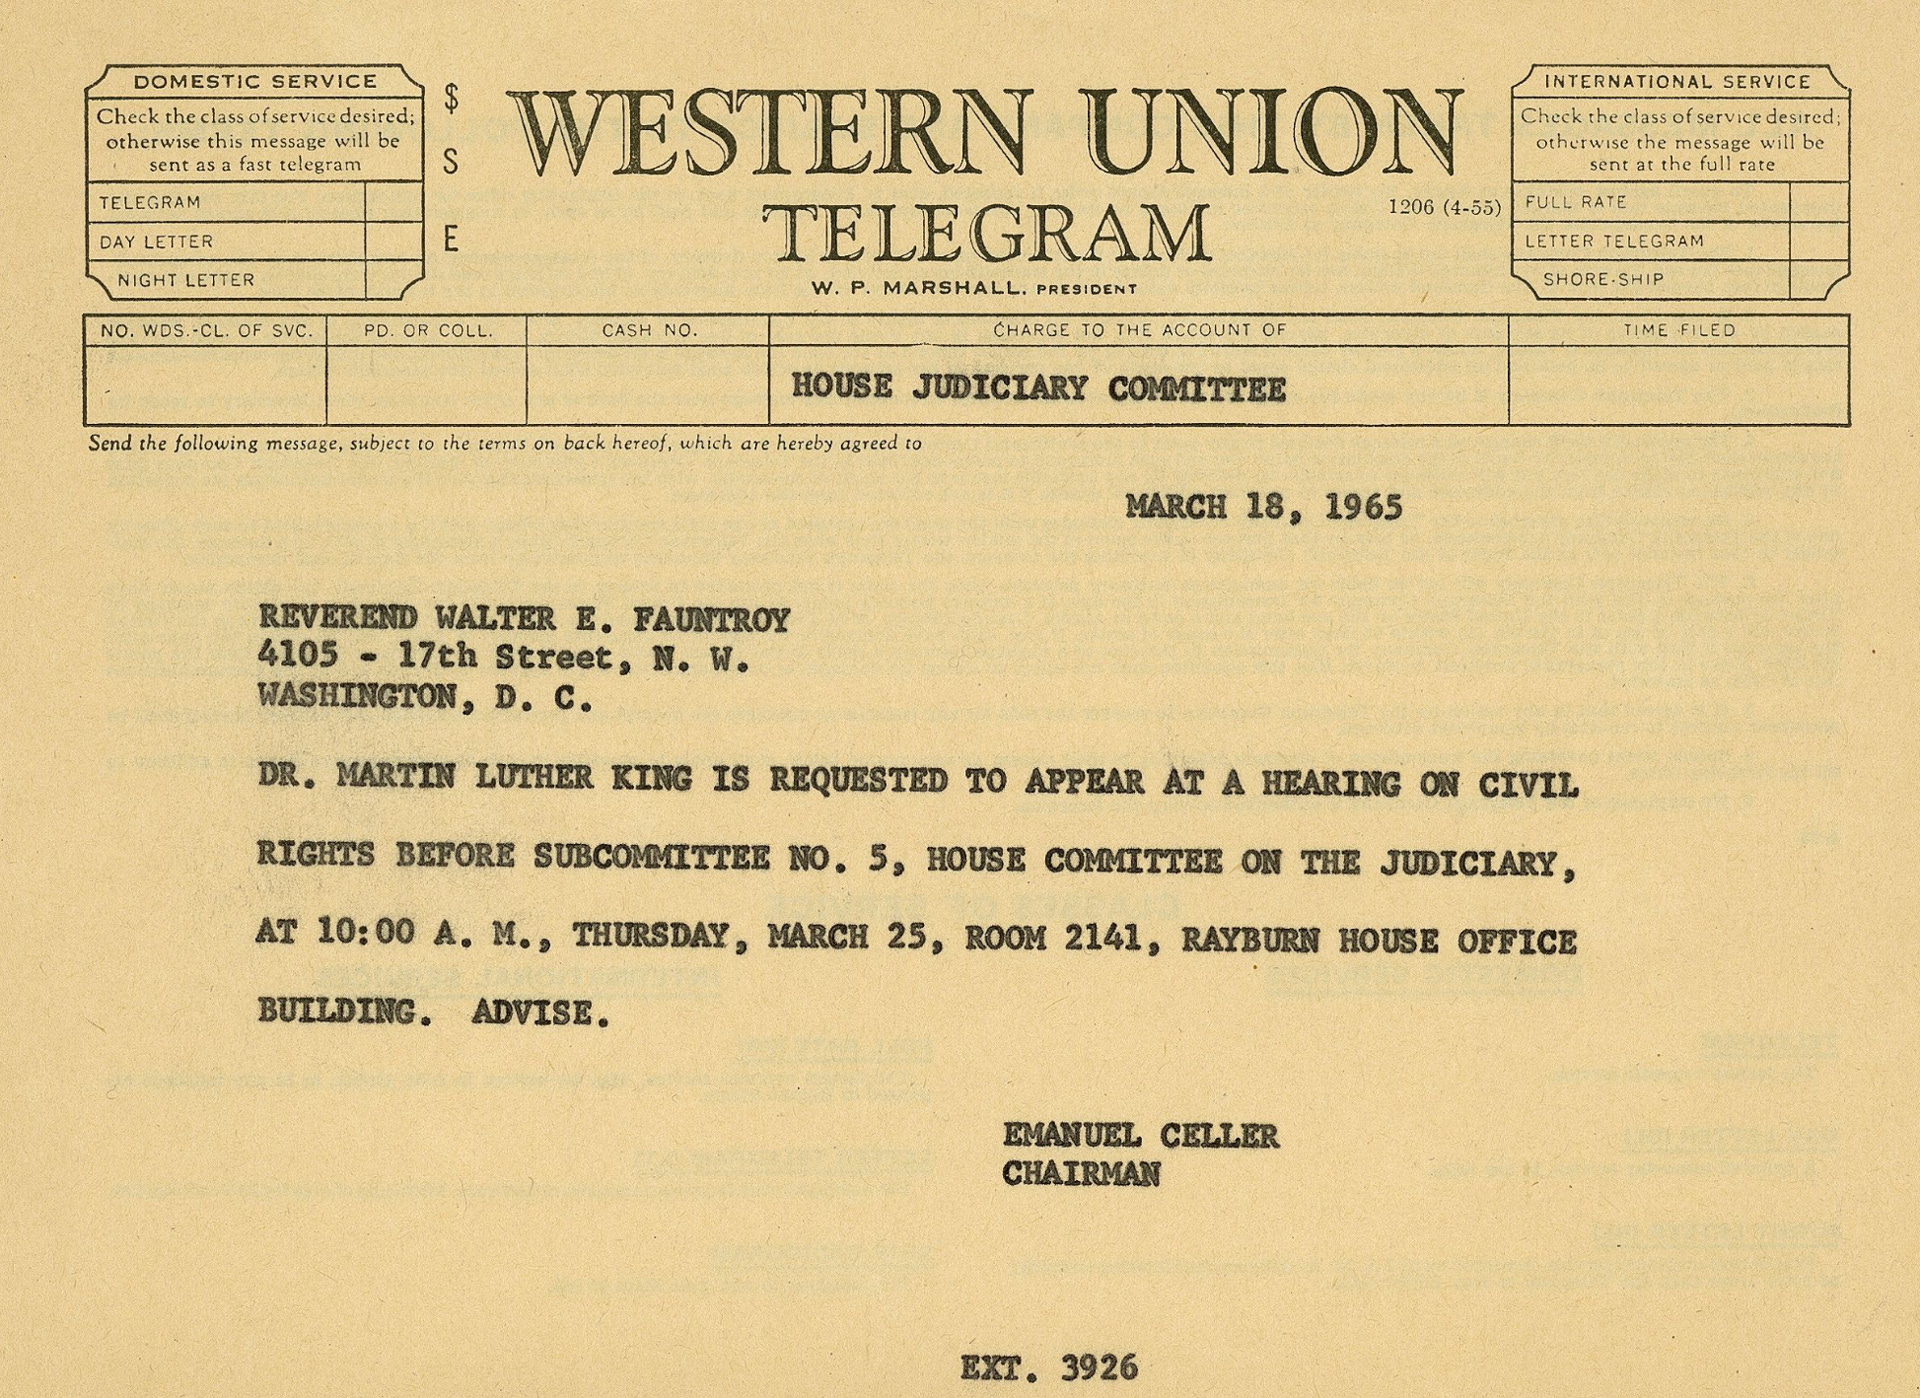 DOMESTIC SERVICE
Check the class of service desired;
otherwise this message will be
sent as a fast telegram
TELEGRAM
DAY LETTER
NIGHT LETTER
$
S
E
WESTERN UNION
TELEGRAM
1206 (4-55)
W. P. MARSHALL, PRESIDENT
INTERNATIONAL SERVICE
Check the class of service desired;
otherwise the message will be
sent at the full rate
FULL RATE
LETTER TELEGRAM
SHORE-SHIP
NO. WDS.-CL. OF SVC. PD. OR COLL. CASH NO. CHARGE TO THE ACCOUNT OF TIME FILED
HOUSE JUDICIARY COMMITTEE
Send the following message, subject to the terms on back hereof, which are hereby agreed to
MARCH 18, 1965
REVEREND WALTER E. FAUNTROY
4105 - 17th Street, N. W.
WASHINGTON, D. C.
DR. MARTIN LUTHER KING IS REQUESTED TO APPEAR AT A HEARING ON CIVIL
RIGHTS BEFORE SUBCOMMITTEE NO. 5, HOUSE COMMITTEE ON THE JUDICIARY,
AT 10:00 A. M., THURSDAY, MARCH 25, ROOM 2141, RAYBURN HOUSE OFFICE
BUILDING. ADVISE.
EMANUEL CELLER
CHAIRMAN
EXT. 3926